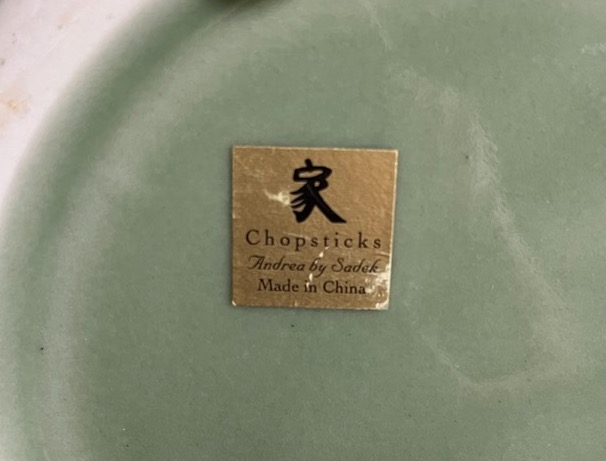 家
Chopsticks
Andrea by Sadek
Made in China